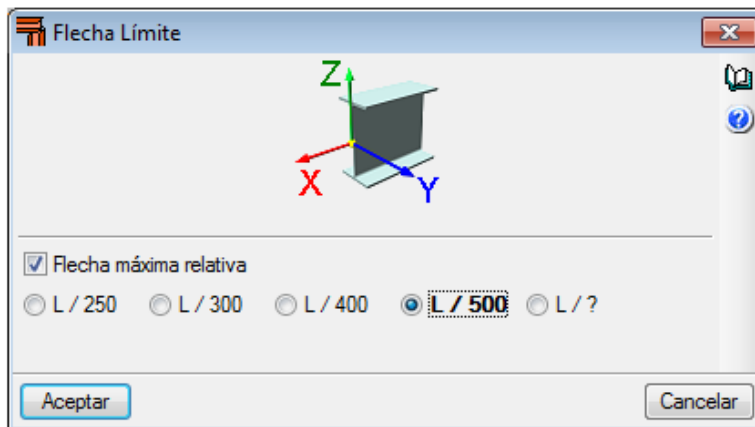 Flecha Límite
Z
X
Y
Flecha máxima relativa
L / 250 L / 300 L / 400 L / 500 L / ?
Aceptar Cancelar